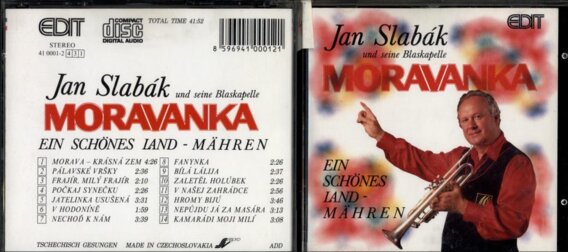 EDIT
STEREO
41 0001-2 431
COMPACT
disc
DIGITAL AUDIO
TOTAL TIME 41:52
8 596941 000121
Jan Slabák
und seine Blaskapelle
MORAVANKA
EIN SCHÖNES LAND - MÄHREN
1 MORAVA – KRÁSNÁ ZEM 4:26
2 PÁLAVSKÉ VRŠKY 2:36
3 FRAJÍR, MILÝ FRAJÍR 2:10
4 POČKAJ SYNEČKU 2:26
5 JATELINKA USUŠENÁ 3:31
6 V HODONÍNĚ 1:59
7 NECHOĎ K NÁM 3:39
8 FANYNKA 2:26
9 BÍLÁ LÁLIJA 2:37
10 ZALETĚL HOLUBEK 2:26
11 V NAŠEJ ZAHRÁDCE 2:56
12 HROMY BIJÚ 3:46
13 NEPŮJDU JÁ ZA MASÁRA 3:13
14 KAMARÁDI MOJI MILÍ 3:08
TSCHECHISCH GESUNGEN MADE IN CZECHOSLOVAKIA ADD
EDIT
Jan Slabák
und seine Blaskapelle
MORAVANKA
EIN
SCHÖNES
LAND -
MÄHREN